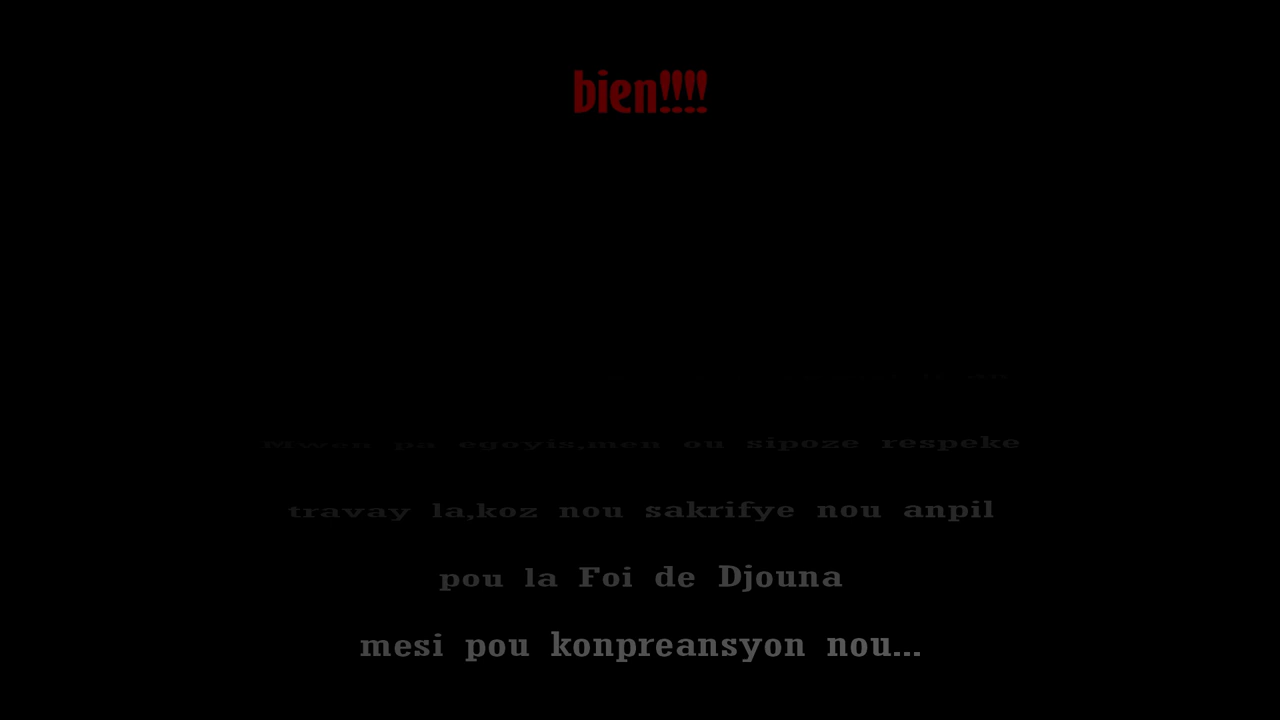 bien!!!!
Mwen pa egoyis,men ou sipoze respeke
travay la,koz nou sakrifye nou anpil
pou la Foi de Djouna
mesi pou konpreansyon nou...